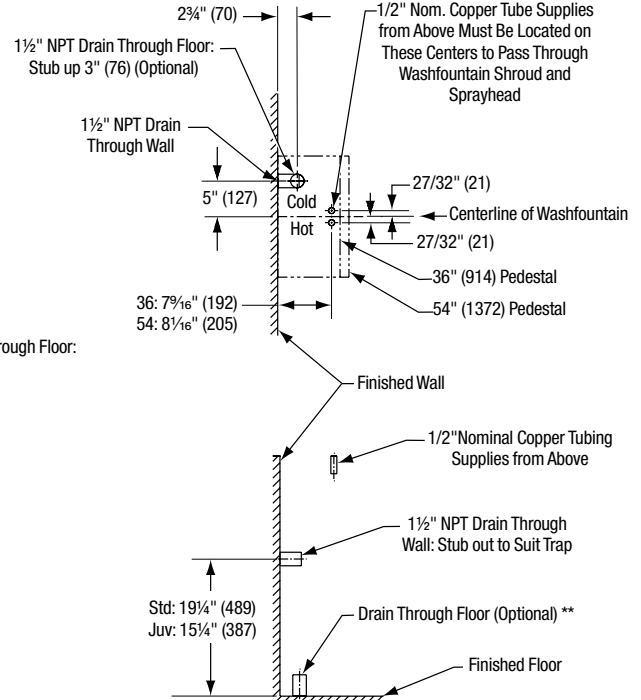 2¾" (70)
1/2" Nom. Copper Tube Supplies
from Above Must Be Located on
These Centers to Pass Through
Washfountain Shroud and
Sprayhead
1½" NPT Drain Through Floor:
Stub up 3" (76) (Optional)
1½" NPT Drain
Through Wall
5" (127)
Cold
Hot
27/32" (21)
Centerline of Washfountain
27/32" (21)
36" (914) Pedestal
54" (1372) Pedestal
36: 7⁹⁄₁₆" (192)
54: 8¹⁄₁₆" (205)
rough Floor:
Finished Wall
1/2"Nominal Copper Tubing
Supplies from Above
1½" NPT Drain Through
Wall: Stub out to Suit Trap
Std: 19¼" (489)
Juv: 15¼" (387)
Drain Through Floor (Optional) **
Finished Floor